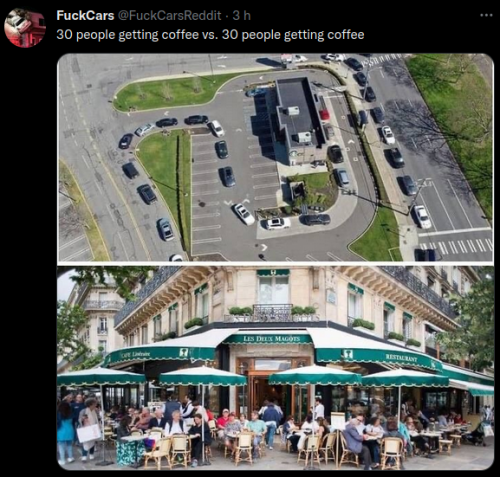 FuckCars @FuckCarsReddit · 3 h
30 people getting coffee vs. 30 people getting coffee
LES DEUX MAGOTS
CAFÉ Littéraire
RESTAURANT